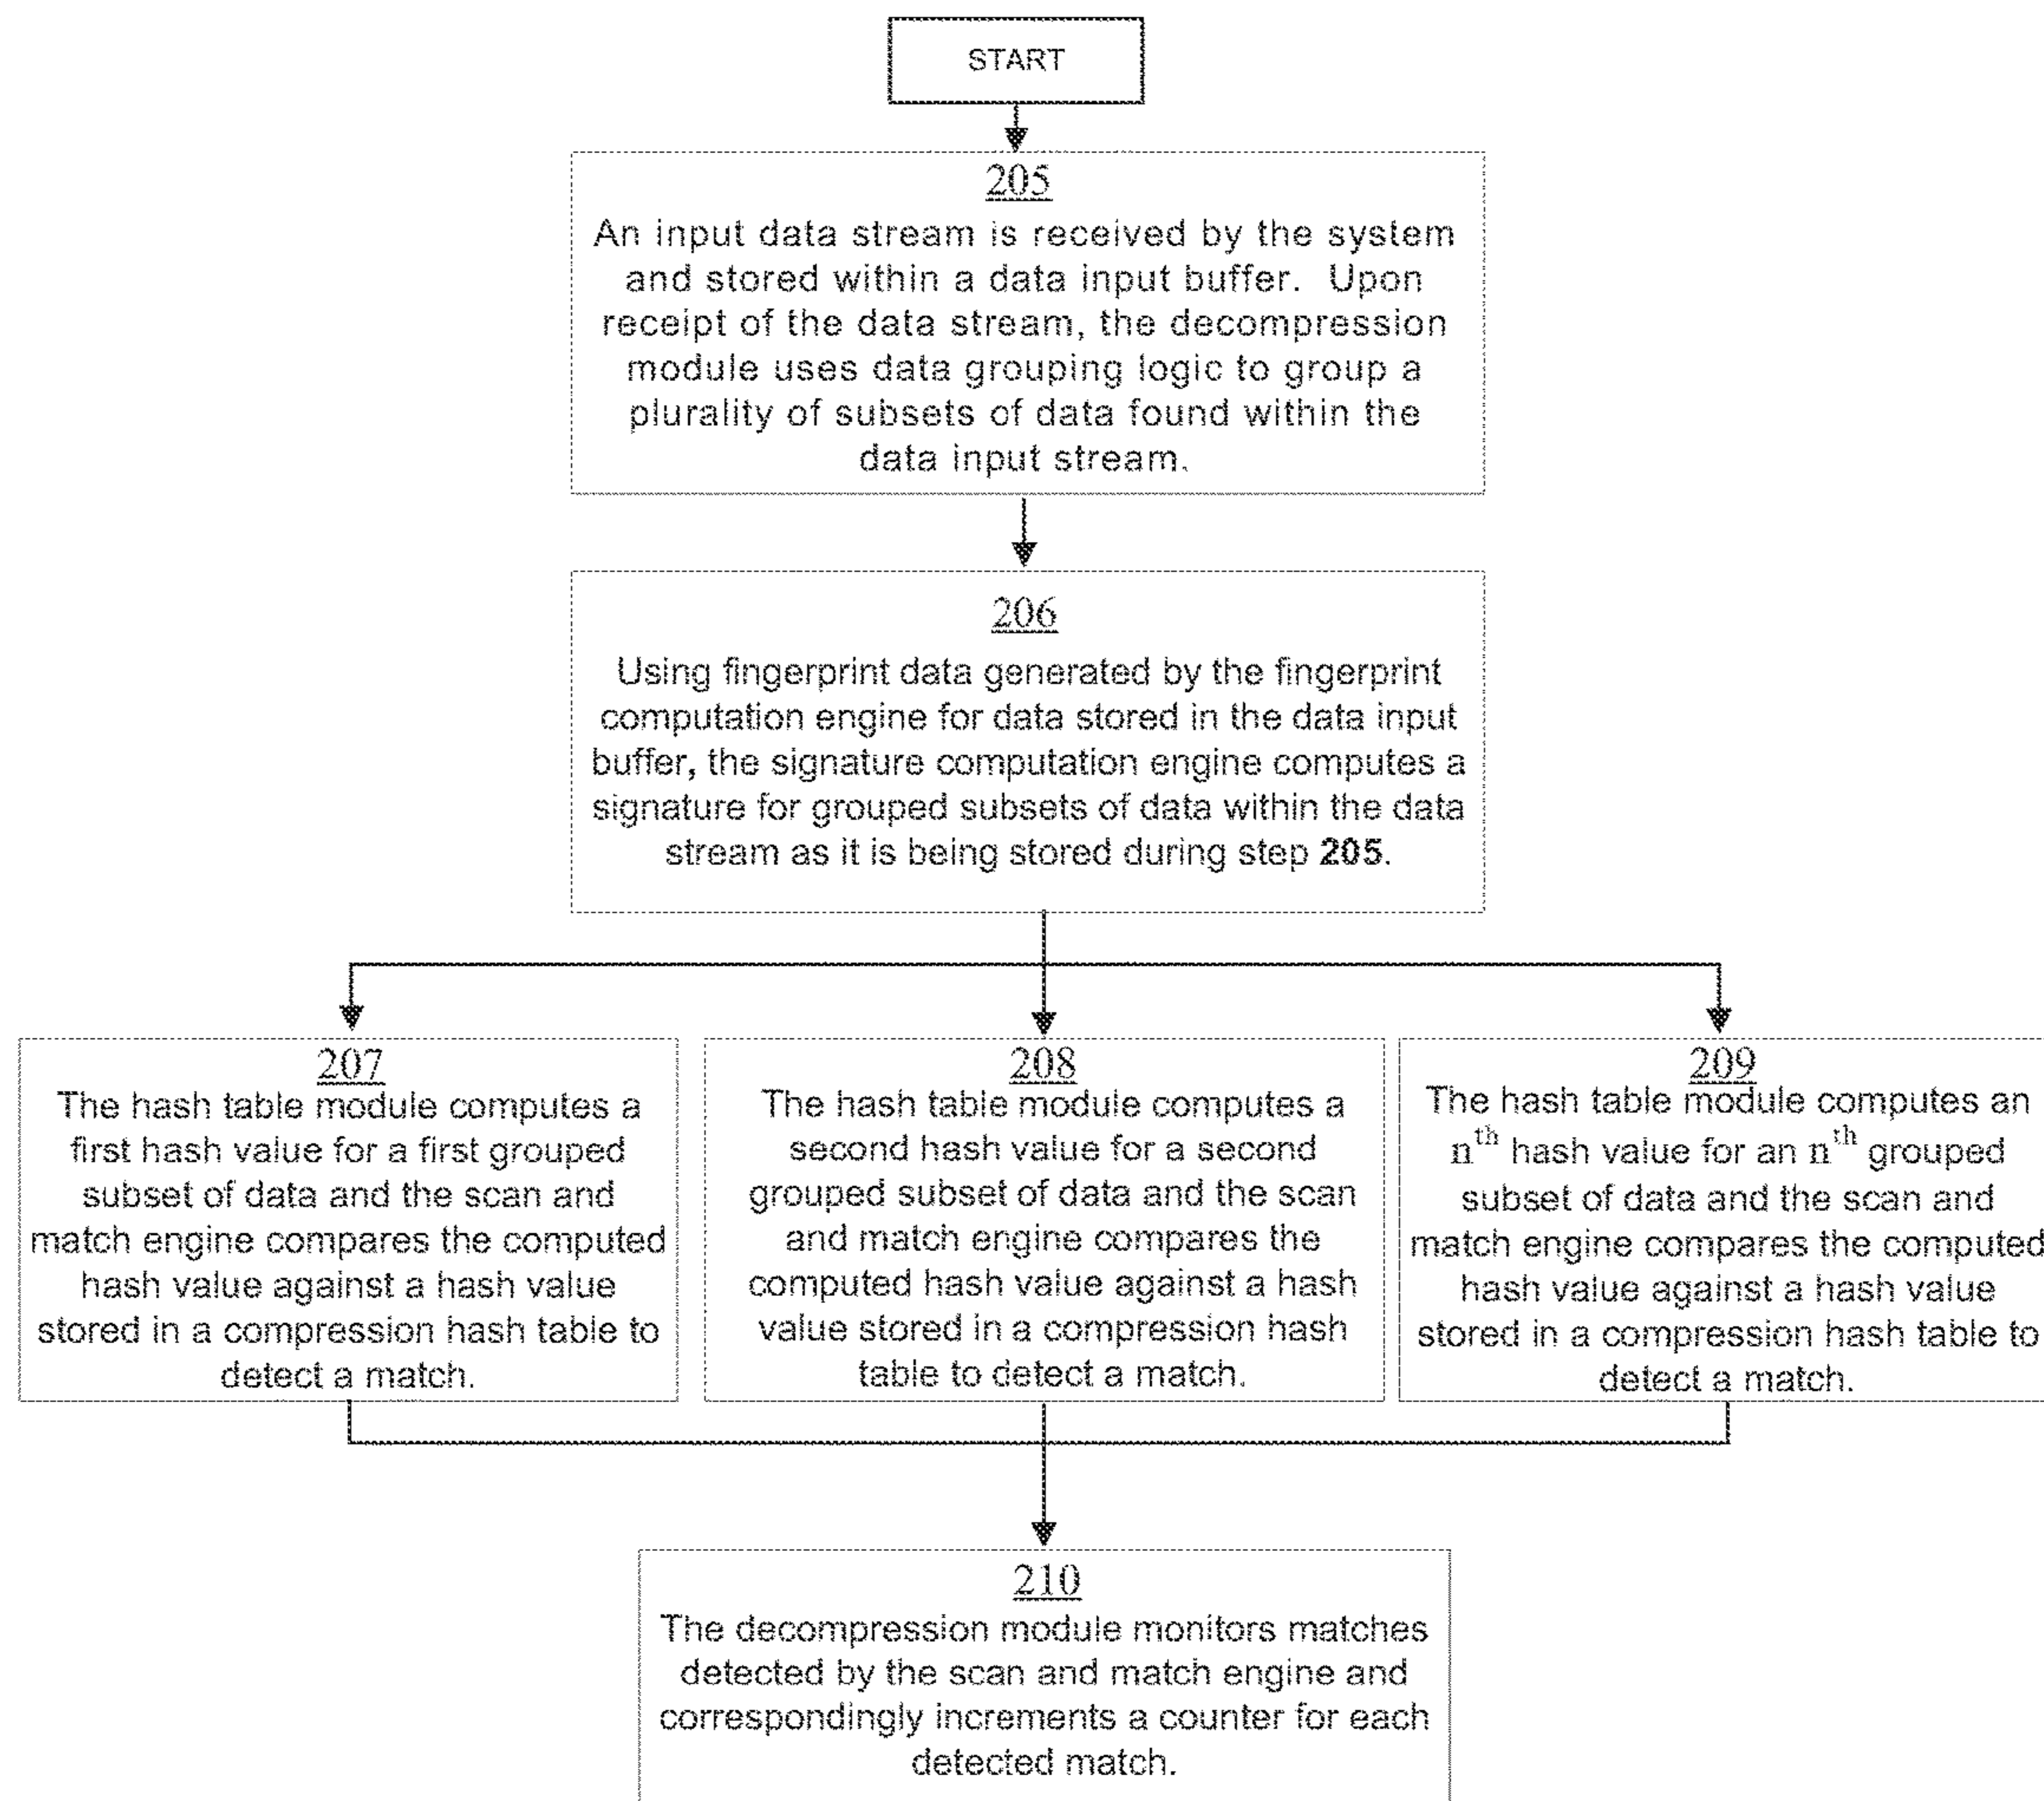 START
205
An input data stream is received by the system
and stored within a data input buffer. Upon
receipt of the data stream, the decompression
module uses data grouping logic to group a
plurality of subsets of data found within the
data input stream.
206
Using fingerprint data generated by the fingerprint
computation engine for data stored in the data input
buffer, the signature computation engine computes a
signature for grouped subsets of data within the data
stream as it is being stored during step 205.
207
The hash table module computes a
first hash value for a first grouped
subset of data and the scan and
match engine compares the computed
hash value against a hash value
stored in a compression hash table to
detect a match.
208
The hash table module computes a
second hash value for a second
grouped subset of data and the scan
and match engine compares the
computed hash value against a hash
value stored in a compression hash
table to detect a match.
209
The hash table module computes an
n^th hash value for an n^th grouped
subset of data and the scan and
match engine compares the computed
hash value against a hash value
stored in a compression hash table to
detect a match.
210
The decompression module monitors matches
detected by the scan and match engine and
correspondingly increments a counter for each
detected match.